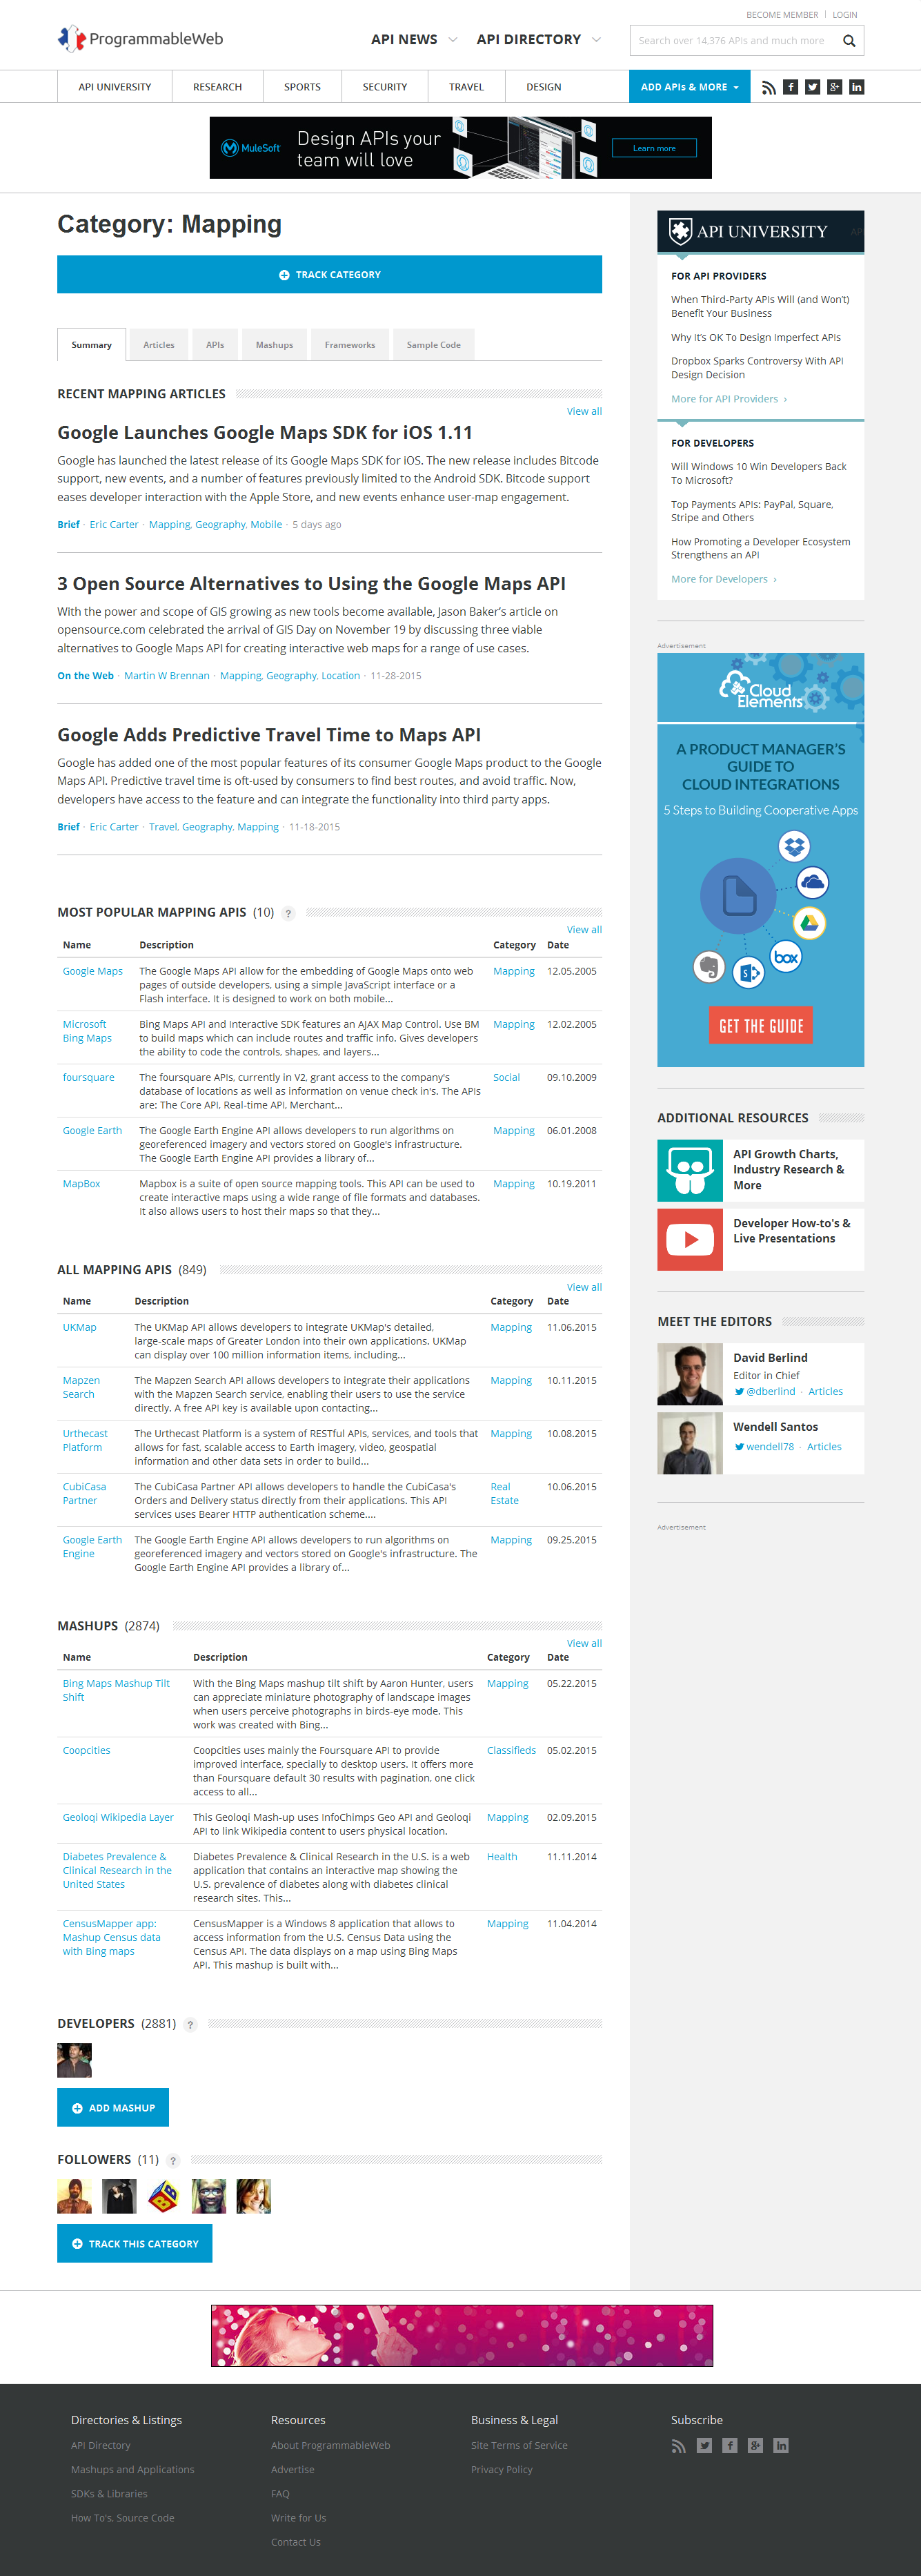 BECOME MEMBER | LOGIN
ProgrammableWeb
API NEWS
API DIRECTORY
Search over 14,376 APIs and much more
API UNIVERSITY
RESEARCH
SPORTS
SECURITY
TRAVEL
DESIGN
ADD APIs & MORE
MuleSoft
Design APIs your
team will love
Learn more
Category: Mapping
TRACK CATEGORY
Summary
Articles
APIs
Mashups
Frameworks
Sample Code
RECENT MAPPING ARTICLES
View all
Google Launches Google Maps SDK for iOS 1.11
Google has launched the latest release of its Google Maps SDK for iOS. The new release includes Bitcode
support, new events, and a number of features previously limited to the Android SDK. Bitcode support
eases developer interaction with the Apple Store, and new events enhance user-map engagement.
Brief · Eric Carter · Mapping, Geography, Mobile · 5 days ago
3 Open Source Alternatives to Using the Google Maps API
With the power and scope of GIS growing as new tools become available, Jason Baker's article on
opensource.com celebrated the arrival of GIS Day on November 19 by discussing three viable
alternatives to Google Maps API for creating interactive web maps for a range of use cases.
On the Web · Martin W Brennan · Mapping, Geography, Location · 11-28-2015
Google Adds Predictive Travel Time to Maps API
Google has added one of the most popular features of its consumer Google Maps product to the Google
Maps API. Predictive travel time is oft-used by consumers to find best routes, and avoid traffic. Now,
developers have access to the feature and can integrate the functionality into third party apps.
Brief · Eric Carter · Travel, Geography, Mapping · 11-18-2015
MOST POPULAR MAPPING APIS (10) ?
View all
Name Description Category Date
Google Maps The Google Maps API allow for the embedding of Google Maps onto web Mapping 12.05.2005
pages of outside developers, using a simple JavaScript interface or a
Flash interface. It is designed to work on both mobile...
Microsoft Bing Maps API and Interactive SDK features an AJAX Map Control. Use BM Mapping 12.02.2005
Bing Maps to build maps which can include routes and traffic info. Gives developers
the ability to code the controls, shapes, and layers...
foursquare The foursquare APIs, currently in V2, grant access to the company's Social 09.10.2009
database of locations as well as information on venue check in's. The APIs
are: The Core API, Real-time API, Merchant...
Google Earth The Google Earth Engine API allows developers to run algorithms on Mapping 06.01.2008
georeferenced imagery and vectors stored on Google's infrastructure.
The Google Earth Engine API provides a library of...
MapBox Mapbox is a suite of open source mapping tools. This API can be used to Mapping 10.19.2011
create interactive maps using a wide range of file formats and databases.
It also allows users to host their maps so that they...
ALL MAPPING APIS (849)
View all
Name Description Category Date
UKMap The UKMap API allows developers to integrate UKMap's detailed, Mapping 11.06.2015
large-scale maps of Greater London into their own applications. UKMap
can display over 100 million information items, including...
Mapzen The Mapzen Search API allows developers to integrate their applications Mapping 10.11.2015
Search with the Mapzen Search service, enabling their users to use the service
directly. A free API key is available upon contacting...
Urthecast The Urthecast Platform is a system of RESTful APIs, services, and tools that Mapping 10.08.2015
Platform allows for fast, scalable access to Earth imagery, video, geospatial
information and other data sets in order to build...
CubiCasa The CubiCasa Partner API allows developers to handle the CubiCasa's Real 10.06.2015
Partner Orders and Delivery status directly from their applications. This API Estate
services uses Bearer HTTP authentication scheme....
Google Earth The Google Earth Engine API allows developers to run algorithms on Mapping 09.25.2015
Engine georeferenced imagery and vectors stored on Google's infrastructure. The
Google Earth Engine API provides a library of...
MASHUPS (2874)
View all
Name Description Category Date
Bing Maps Mashup Tilt With the Bing Maps mashup tilt shift by Aaron Hunter, users Mapping 05.22.2015
Shift can appreciate miniature photography of landscape images
when users perceive photographs in birds-eye mode. This
work was created with Bing...
Coopcities Coopcities uses mainly the Foursquare API to provide Classifieds 05.02.2015
improved interface, specially to desktop users. It offers more
than Foursquare default 30 results with pagination, one click
access to all...
Geoloqi Wikipedia Layer This Geoloqi Mash-up uses InfoChimps Geo API and Geoloqi Mapping 02.09.2015
API to link Wikipedia content to users physical location.
Diabetes Prevalence & Diabetes Prevalence & Clinical Research in the U.S. is a web Health 11.11.2014
Clinical Research in the application that contains an interactive map showing the
United States U.S. prevalence of diabetes along with diabetes clinical
research sites. This...
CensusMapper app: CensusMapper is a Windows 8 application that allows to Mapping 11.04.2014
Mashup Census data access information from the U.S. Census Data using the
with Bing maps Census API. The data displays on a map using Bing Maps
API. This mashup is built with...
DEVELOPERS (2881) ?
ADD MASHUP
FOLLOWERS (11) ?
TRACK THIS CATEGORY
API UNIVERSITY
FOR API PROVIDERS
When Third-Party APIs Will (and Won't)
Benefit Your Business
Why It's OK To Design Imperfect APIs
Dropbox Sparks Controversy With API
Design Decision
More for API Providers ›
FOR DEVELOPERS
Will Windows 10 Win Developers Back
To Microsoft?
Top Payments APIs: PayPal, Square,
Stripe and Others
How Promoting a Developer Ecosystem
Strengthens an API
More for Developers ›
Advertisement
Cloud
Elements
A PRODUCT MANAGER'S
GUIDE TO
CLOUD INTEGRATIONS
5 Steps to Building Cooperative Apps
box
GET THE GUIDE
ADDITIONAL RESOURCES
API Growth Charts,
Industry Research &
More
Developer How-to's &
Live Presentations
MEET THE EDITORS
David Berlind
Editor in Chief
@dberlind · Articles
Wendell Santos
wendell78 · Articles
Advertisement
Directories & Listings
API Directory
Mashups and Applications
SDKs & Libraries
How To's, Source Code
Resources
About ProgrammableWeb
Advertise
FAQ
Write for Us
Contact Us
Business & Legal
Site Terms of Service
Privacy Policy
Subscribe